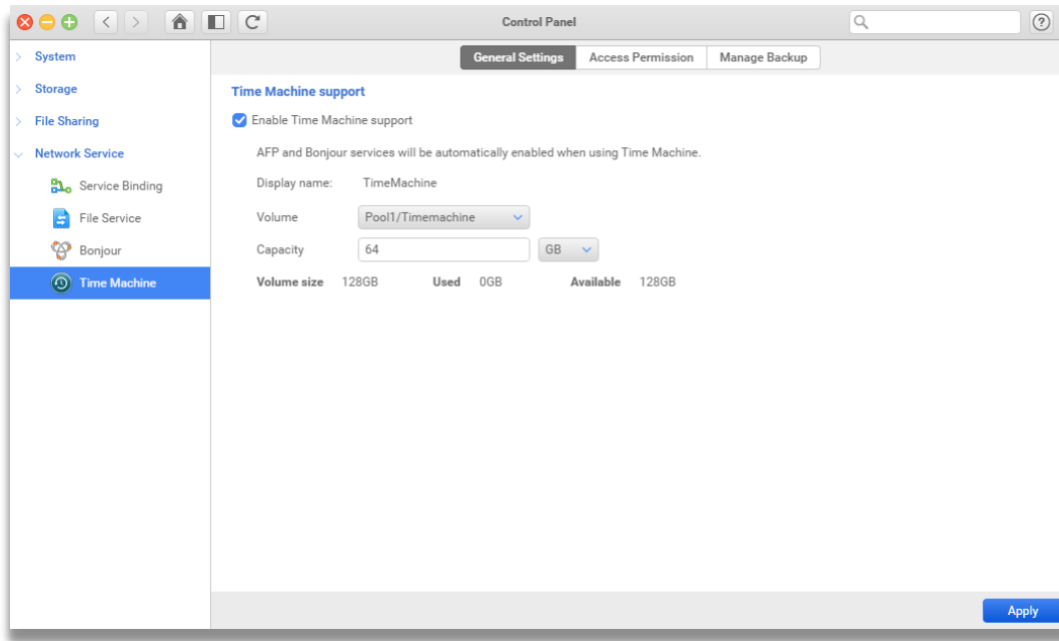 Control Panel
System
Storage
File Sharing
Network Service
Service Binding
File Service
Bonjour
Time Machine
General Settings Access Permission Manage Backup
Time Machine support
Enable Time Machine support
AFP and Bonjour services will be automatically enabled when using Time Machine.
Display name: TimeMachine
Volume Pool1/Timemachine
Capacity 64 GB
Volume size 128GB Used 0GB Available 128GB
Apply